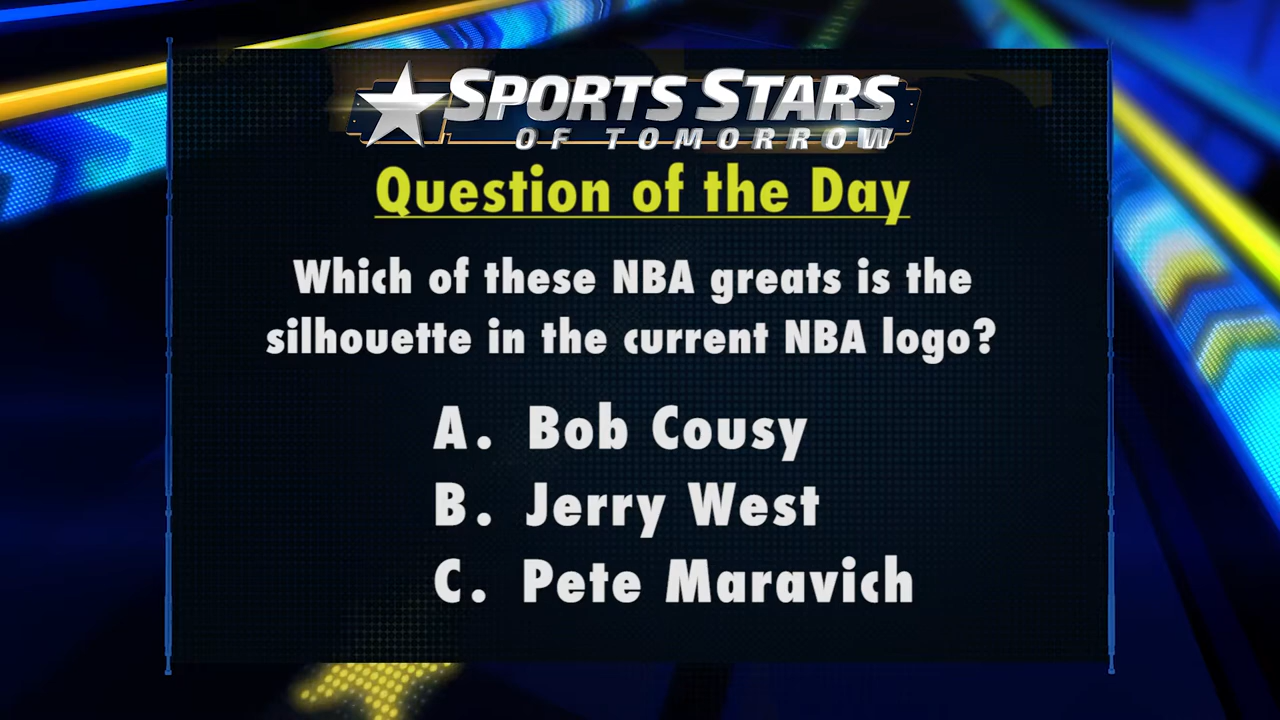 SPORTS STARS
OF TOMORROW
Question of the Day
Which of these NBA greats is the
silhouette in the current NBA logo?
A. Bob Cousy
B. Jerry West
C. Pete Maravich